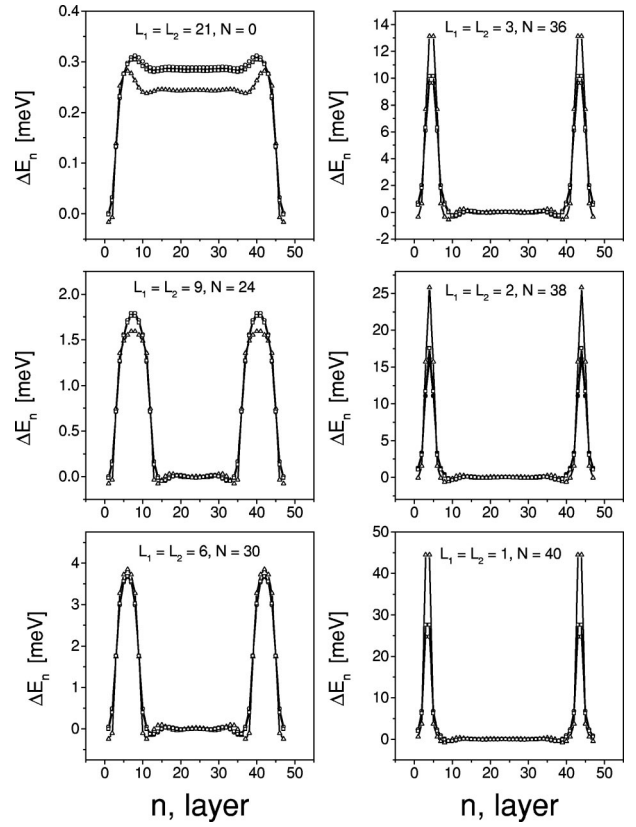 L₁ = L₂ = 21, N = 0
ΔEₙ [meV]
0.4
0.3
0.2
0.1
0.0
0 10 20 30 40 50
L₁ = L₂ = 3, N = 36
ΔEₙ [meV]
14
12
10
8
6
4
2
0
-2
0 10 20 30 40 50
L₁ = L₂ = 9, N = 24
ΔEₙ [meV]
2.0
1.5
1.0
0.5
0.0
0 10 20 30 40 50
L₁ = L₂ = 2, N = 38
ΔEₙ [meV]
25
20
15
10
5
0
0 10 20 30 40 50
L₁ = L₂ = 6, N = 30
ΔEₙ [meV]
4
3
2
1
0
0 10 20 30 40 50
n, layer
L₁ = L₂ = 1, N = 40
ΔEₙ [meV]
50
40
30
20
10
0
0 10 20 30 40 50
n, layer